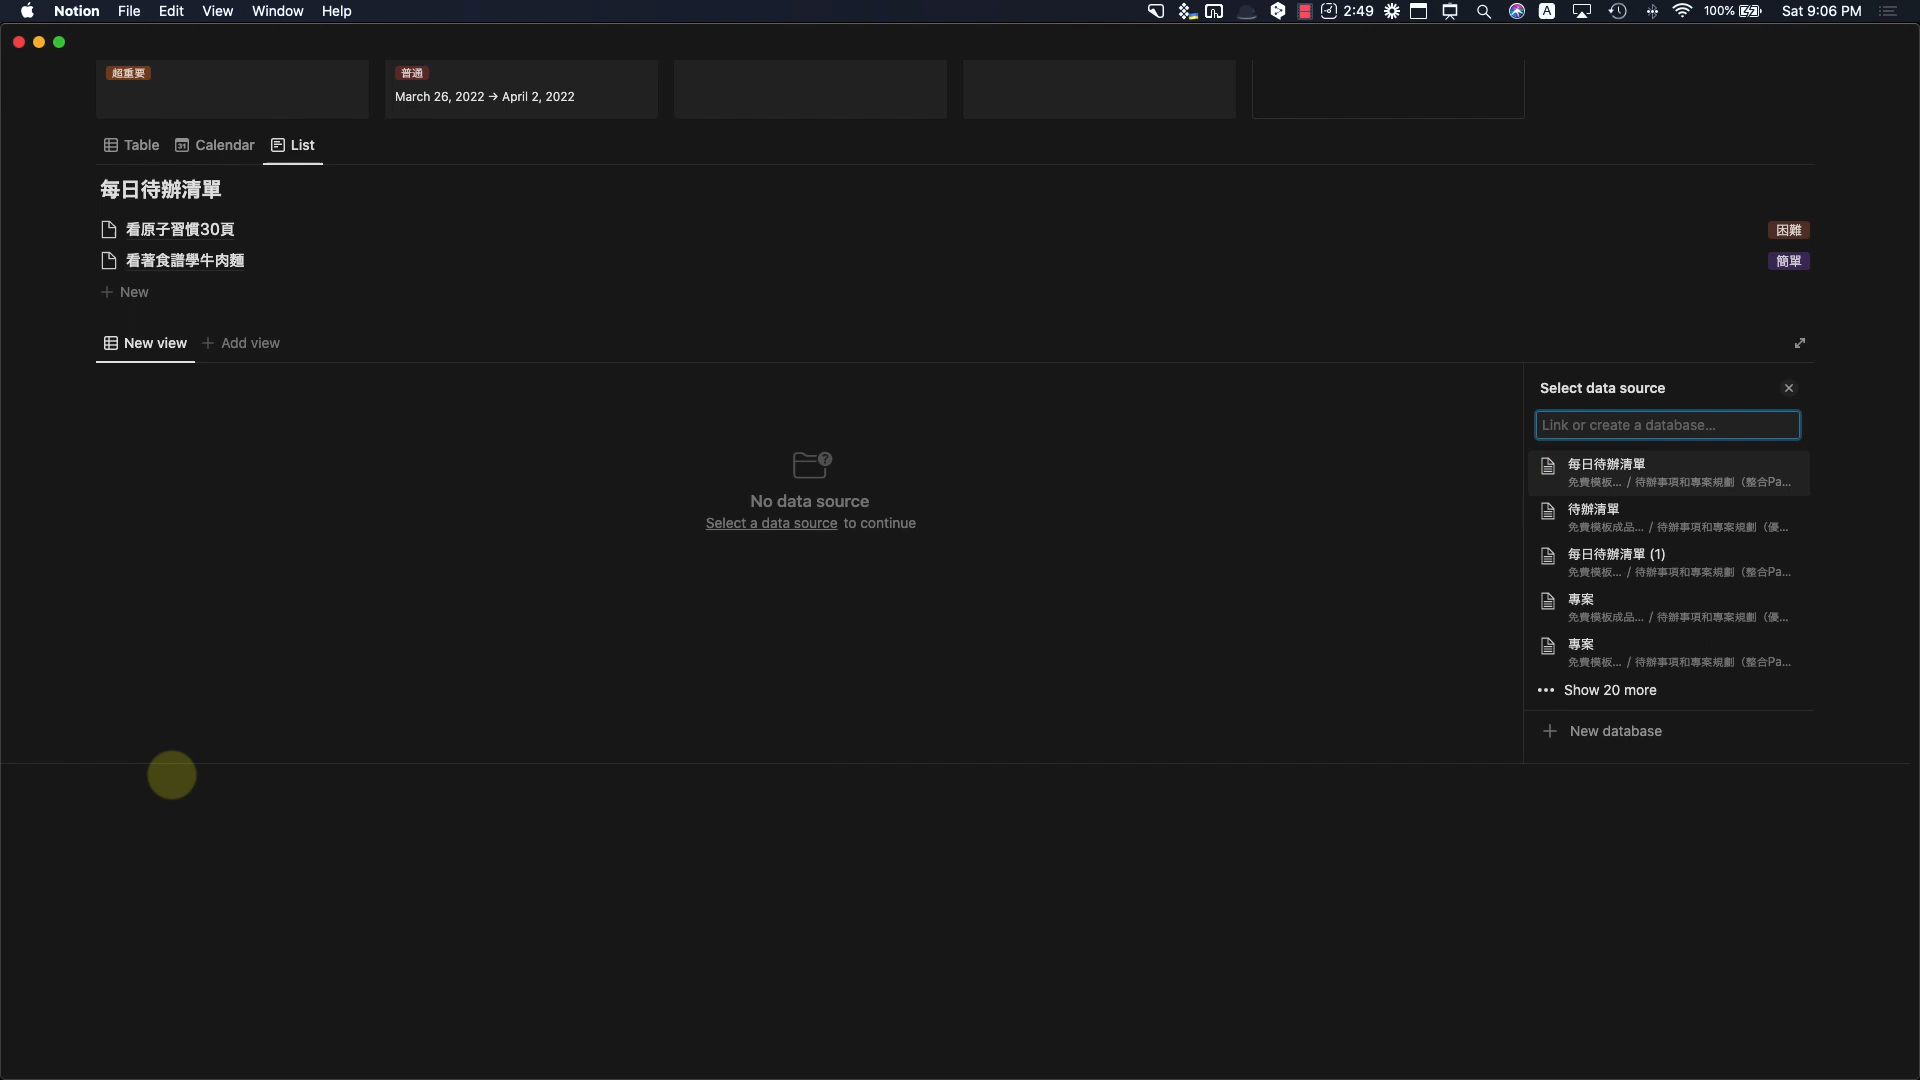 Notion File Edit View Window Help 2:49 A 100% Sat 9:06 PM
超重要 普通
March 26, 2022 → April 2, 2022
Table 31 Calendar List
每日待辦清單
看原子習慣30頁 困難
看著食譜學牛肉麵 簡單
+ New
New view + Add view
Select data source
Link or create a database...
每日待辦清單
免費模板... / 待辦事項和專案規劃（整合Pa...
待辦清單
免費模板成品... / 待辦事項和專案規劃（優...
每日待辦清單 (1)
免費模板... / 待辦事項和專案規劃（整合Pa...
專案
免費模板成品... / 待辦事項和專案規劃（優...
專案
免費模板... / 待辦事項和專案規劃（整合Pa...
••• Show 20 more
+ New database
?
No data source
Select a data source to continue